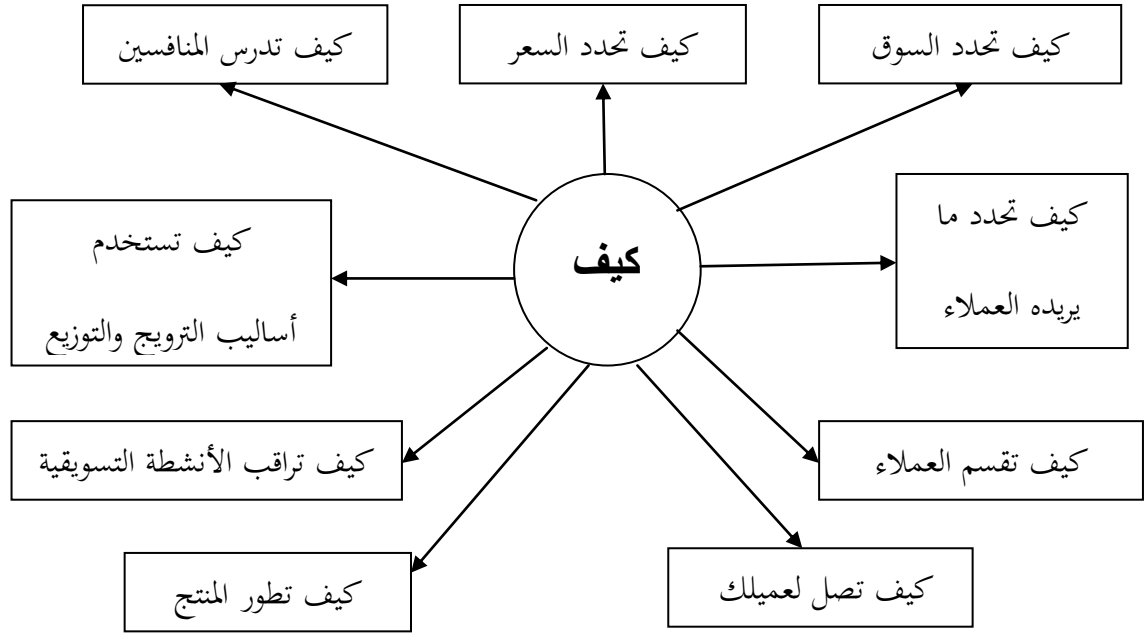 كيف تحدد السوق
كيف تحدد السعر
كيف تدرس المنافسين
كيف تحدد ما
يريده العملاء
كيف
كيف تستخدم
أساليب الترويج والتوزيع
كيف تقسم العملاء
كيف تراقب الأنشطة التسويقية
كيف تصل لعميلك
كيف تطور المنتج